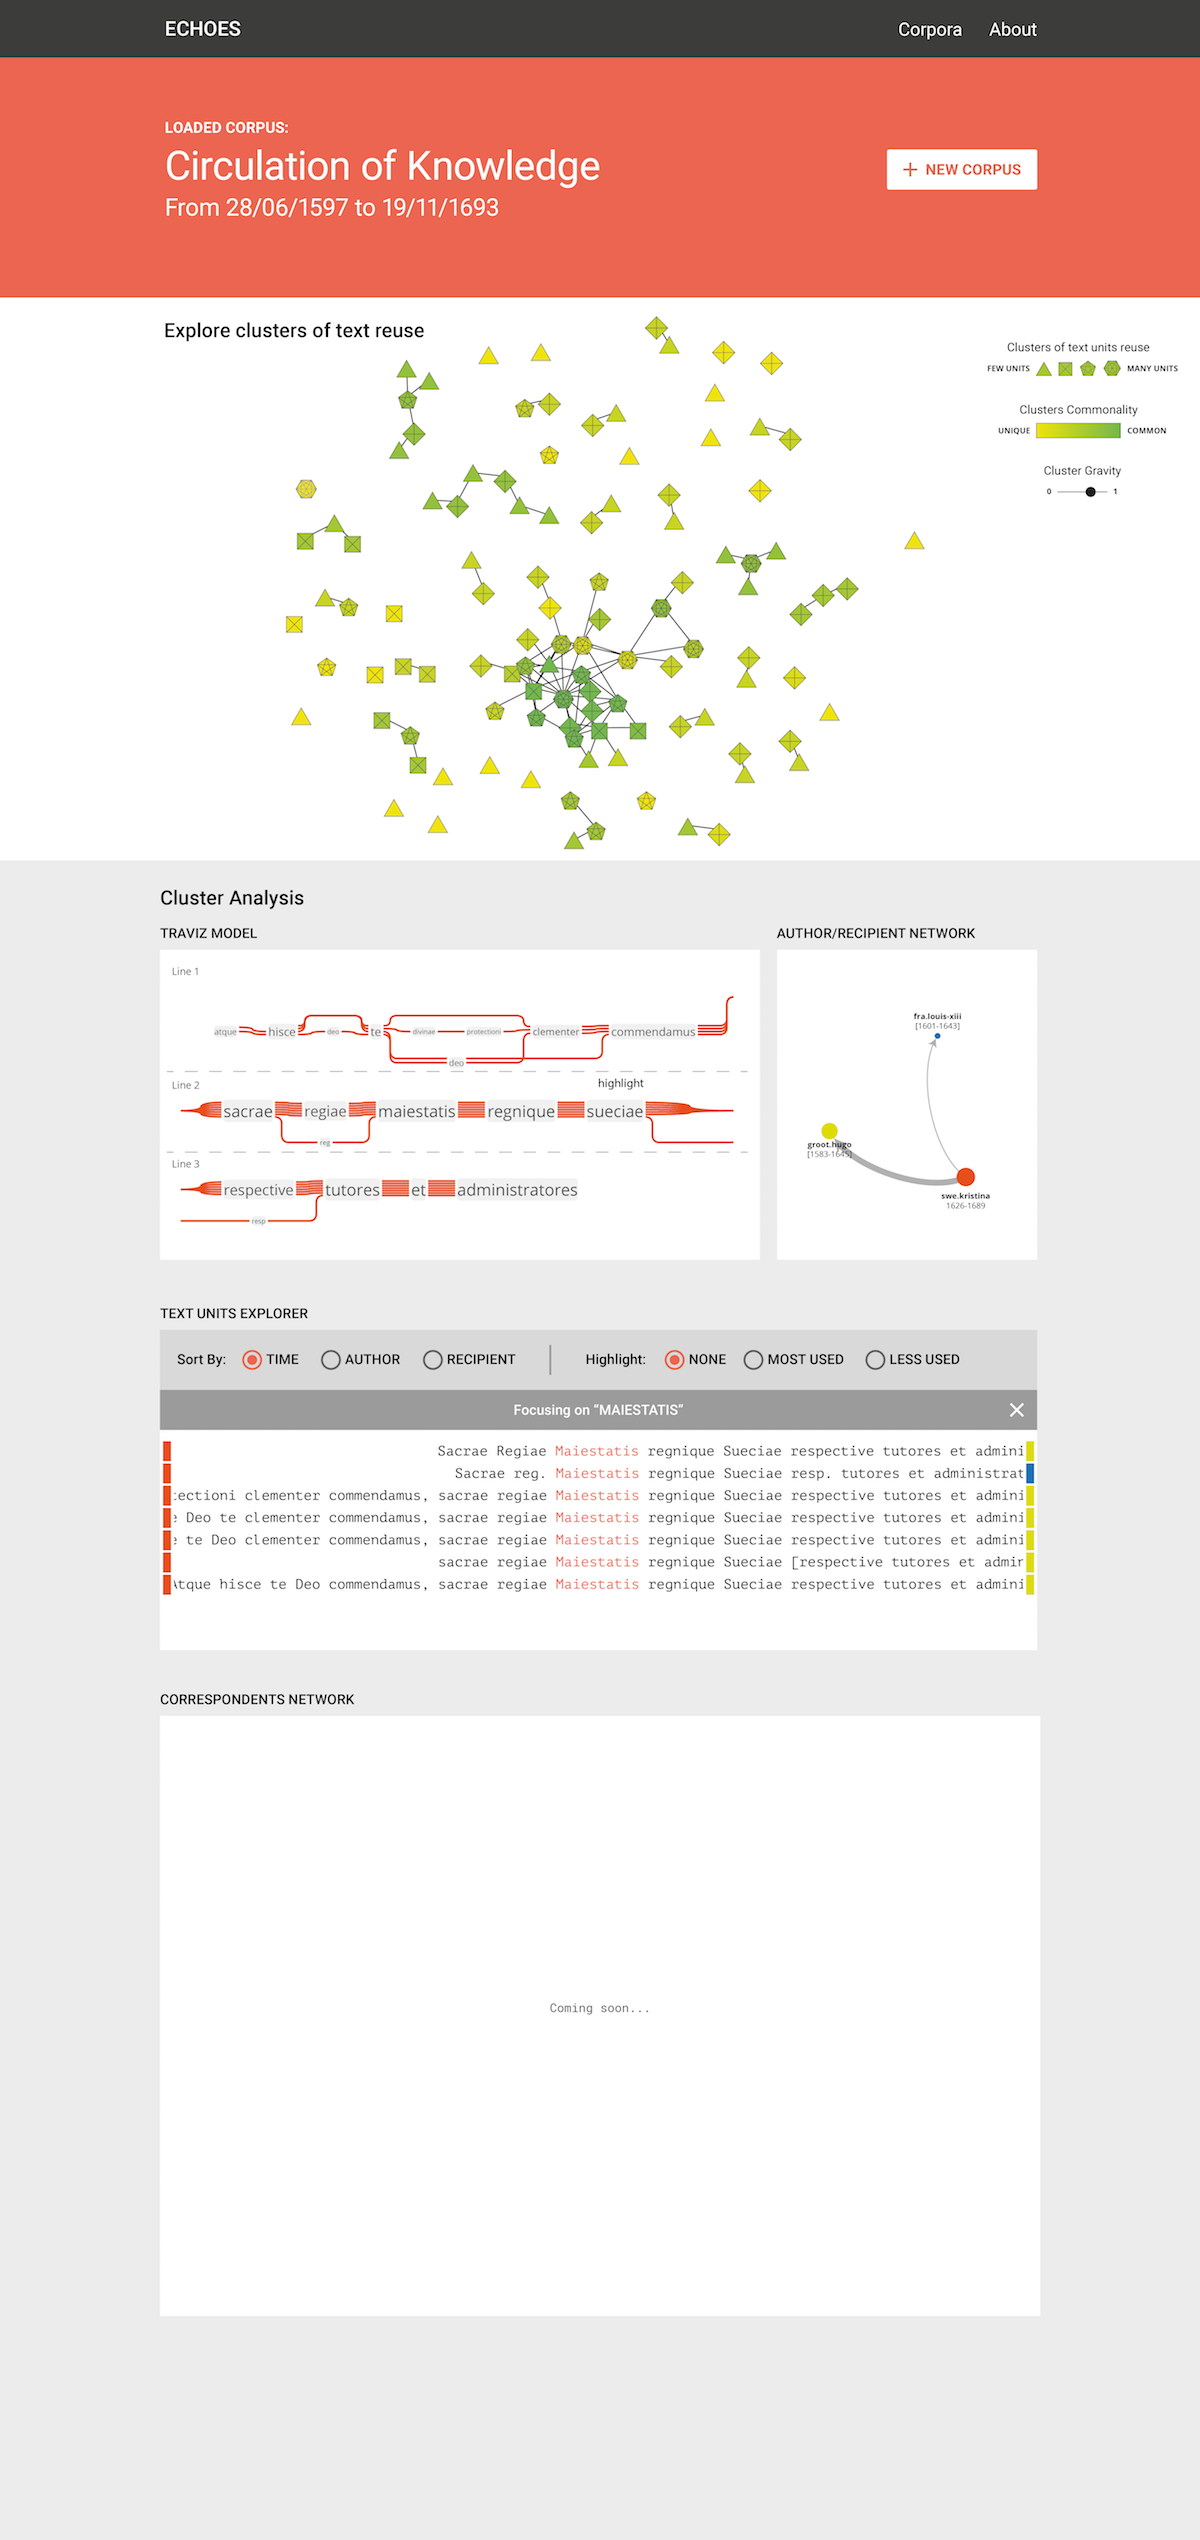 ECHOES
Corpora About
LOADED CORPUS:
Circulation of Knowledge
From 28/06/1597 to 19/11/1693
NEW CORPUS
Explore clusters of text reuse
Clusters of text units reuse
FEW UNITS MANY UNITS
Clusters Commonality
UNIQUE COMMON
Cluster Gravity
0 1
Cluster Analysis
TRAVIZ MODEL
Line 1
atque hisce deo te divinae protectioni clementer commendamus
deo
highlight
Line 2
sacrae regiae maiestatis regnique sueciae
reg
Line 3
respective tutores et administratores
resp
AUTHOR/RECIPIENT NETWORK
fra.louis-xiii
[1601-1643]
groot.hugo
[1583-1645]
swe.kristina
1626-1689
TEXT UNITS EXPLORER
Sort By: TIME AUTHOR RECIPIENT Highlight: NONE MOST USED LESS USED
Focusing on “MAIESTATIS”
Sacrae Regiae Maiestatis regnique Sueciae respective tutores et admini
Sacrae reg. Maiestatis regnique Sueciae resp. tutores et administrat
tectioni clementer commendamus, sacrae regiae Maiestatis regnique Sueciae respective tutores et admini
e Deo te clementer commendamus, sacrae regiae Maiestatis regnique Sueciae respective tutores et admini
e te Deo clementer commendamus, sacrae regiae Maiestatis regnique Sueciae respective tutores et admini
sacrae regiae Maiestatis regnique Sueciae [respective tutores et admin
Atque hisce te Deo commendamus, sacrae regiae Maiestatis regnique Sueciae respective tutores et admini
CORRESPONDENTS NETWORK
Coming soon...